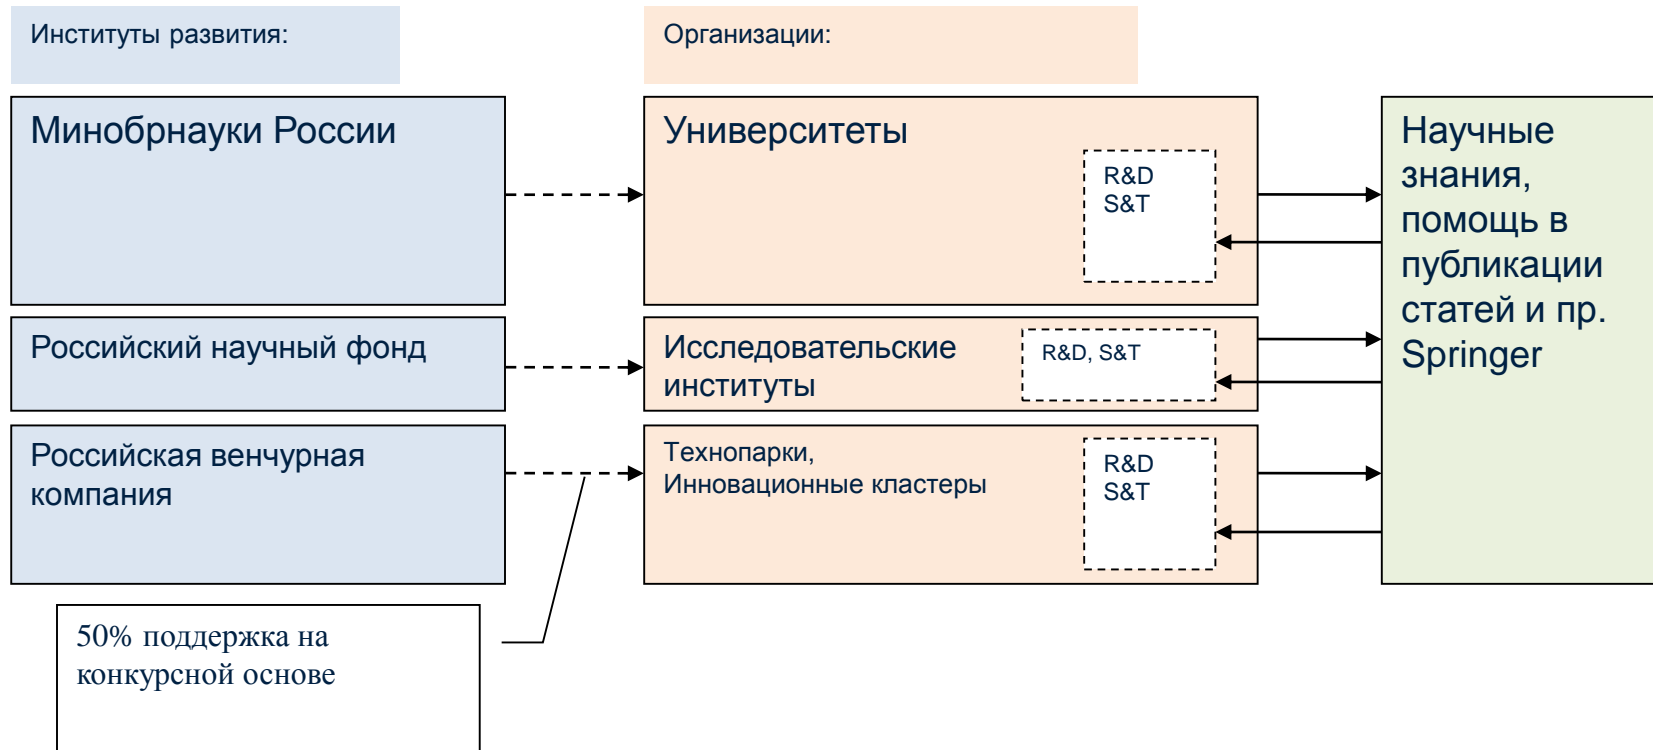 Институты развития:
Организации:
Минобрнауки России
Университеты
R&D
S&T
Научные
знания,
помощь в
публикации
статей и пр.
Springer
Российский научный фонд
Исследовательские
институты
R&D, S&T
Российская венчурная
компания
Технопарки,
Инновационные кластеры
R&D
S&T
50% поддержка на
конкурсной основе